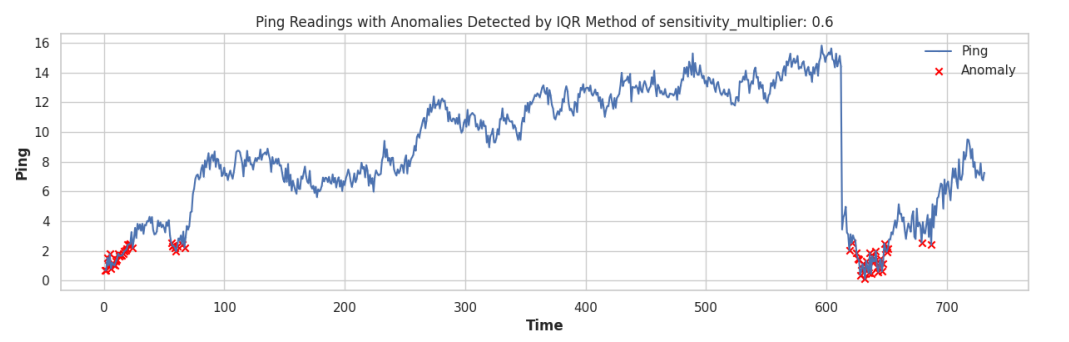 Ping Readings with Anomalies Detected by IQR Method of sensitivity_multiplier: 0.6
Ping
Anomaly
16
14
12
10
8
6
4
2
0
Ping
0 100 200 300 400 500 600 700
Time